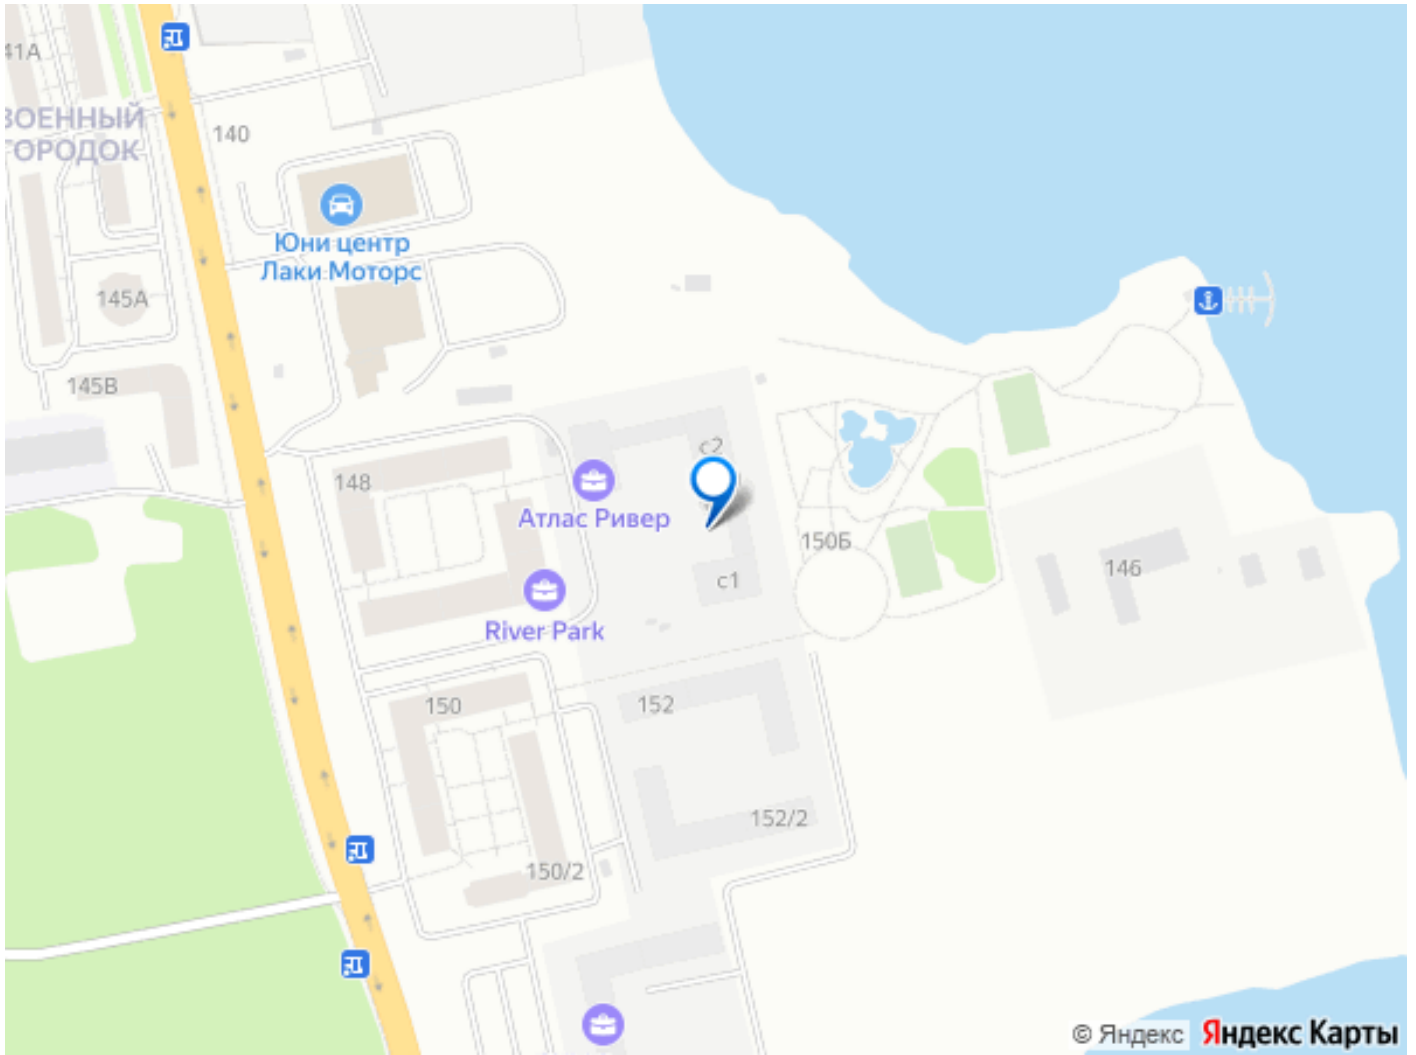 41А
ВОЕННЫЙ
ГОРОДОК
140
Юни центр
Лаки Моторс
145А
145В
148
с2
Атлас Ривер
150Б
с1
146
River Park
150
152
152/2
150/2
© Яндекс Яндекс Карты